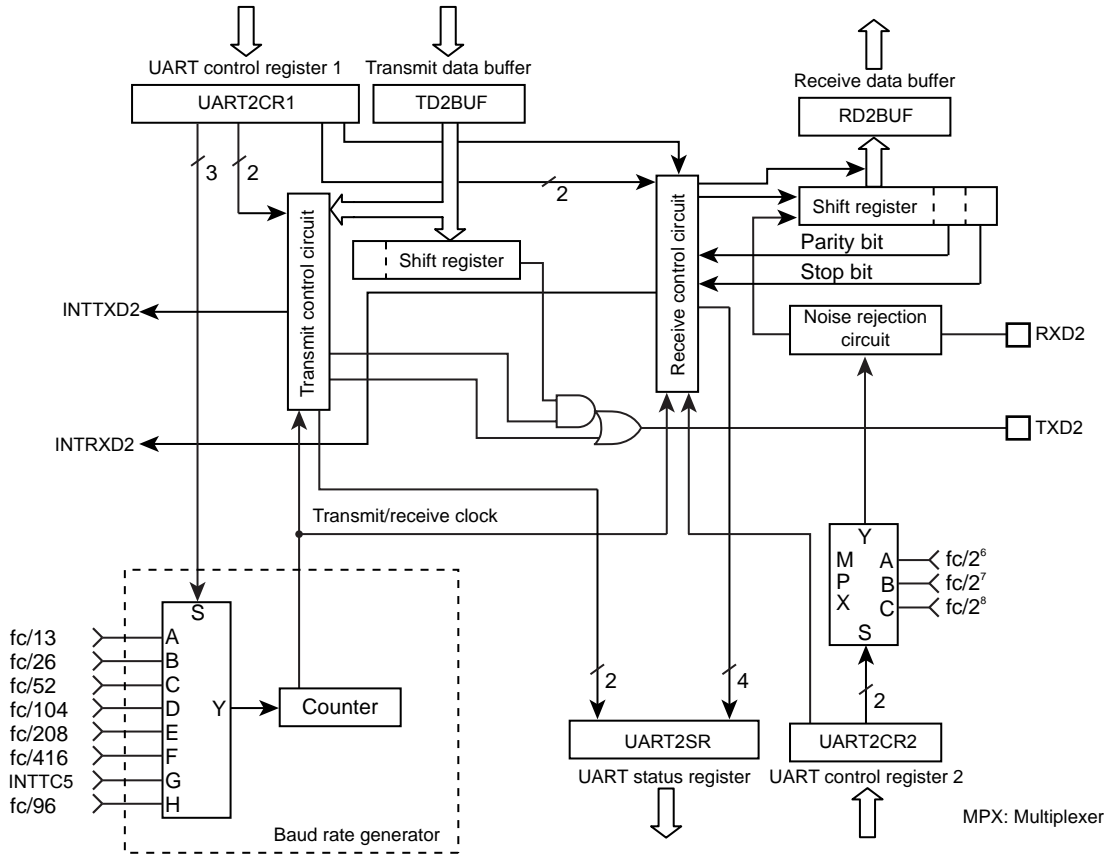 UART control register 1
Transmit data buffer
Receive data buffer
UART2CR1
TD2BUF
RD2BUF
3
2
2
Transmit control circuit
Receive control circuit
Shift register
Shift register
Parity bit
Stop bit
INTTXD2
Noise rejection
circuit
RXD2
INTRXD2
TXD2
Transmit/receive clock
Y
M
P
X
A
B
C
S
fc/2⁶
fc/2⁷
fc/2⁸
S
fc/13
A
fc/26
B
fc/52
C
fc/104
D
Y
Counter
fc/208
E
fc/416
F
INTTC5
G
fc/96
H
2
4
2
UART2SR
UART2CR2
UART status register
UART control register 2
Baud rate generator
MPX: Multiplexer